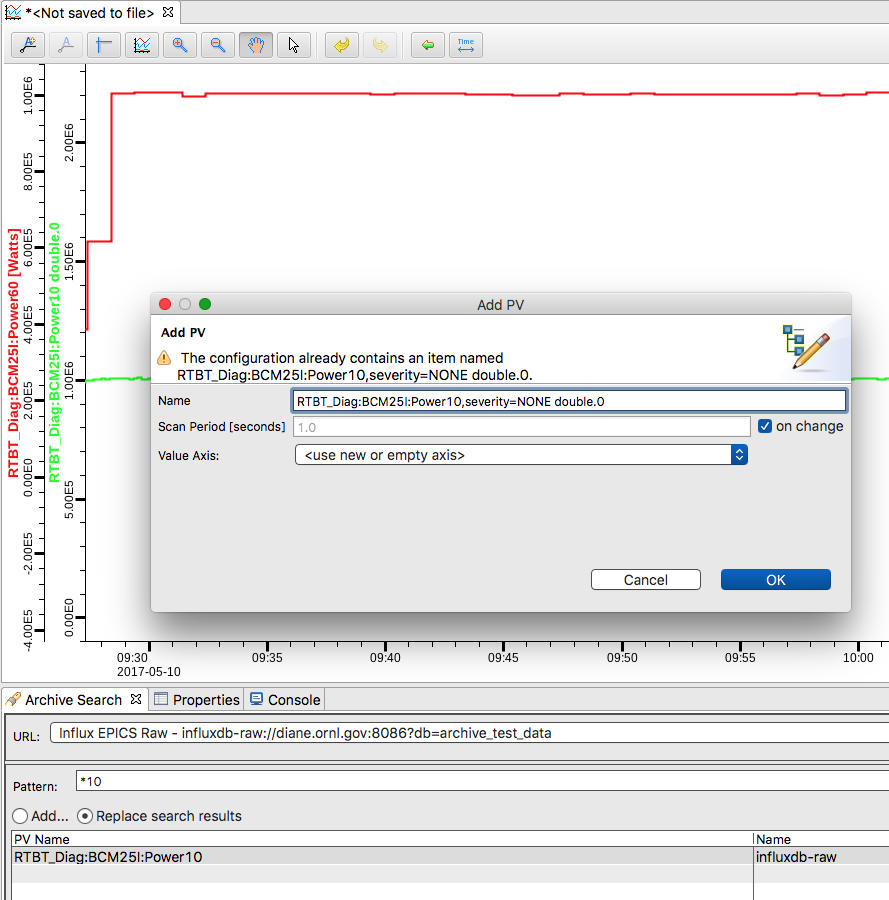 *<Not saved to file>
Time
1.00E6
8.00E5
6.00E5
4.00E5
2.00E5
0.00E0
-2.00E5
-4.00E5
RTBT_Diag:BCM25I:Power60 [Watts]
2.00E6
1.50E6
1.00E6
5.00E5
0.00E0
RTBT_Diag:BCM25I:Power10 double.0
Add PV
Add PV
The configuration already contains an item named
RTBT_Diag:BCM25I:Power10,severity=NONE double.0.
Name RTBT_Diag:BCM25I:Power10,severity=NONE double.0
Scan Period [seconds] 1.0 on change
Value Axis: <use new or empty axis>
Cancel OK
09:30 09:35 09:40 09:45 09:50 09:55 10:00
2017-05-10
Archive Search Properties Console
URL: Influx EPICS Raw - influxdb-raw://diane.ornl.gov:8086?db=archive_test_data
Pattern: *10
Add... Replace search results
PV Name Name
RTBT_Diag:BCM25I:Power10 influxdb-raw